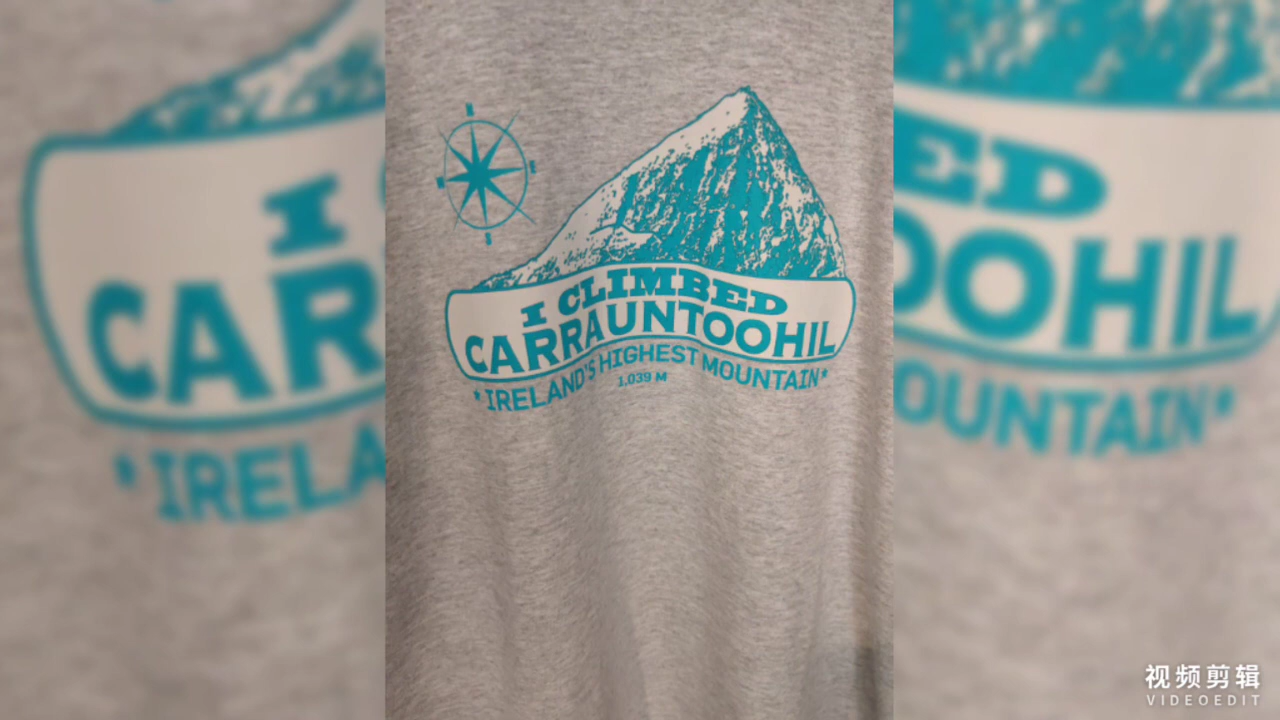 I CLIMBED
CARRAUNTOOHIL
*IRELAND'S HIGHEST MOUNTAIN*
1.039 M
视频剪辑
VIDEOEDIT